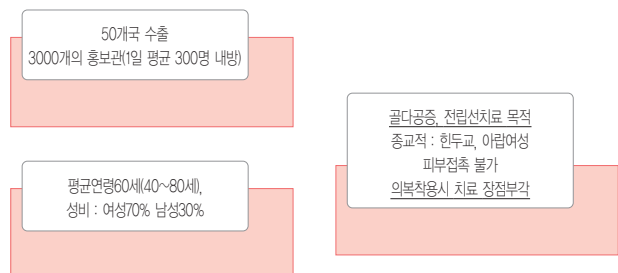 50개국 수출
3000개의 홍보관(1일 평균 300명 내방)
평균연령60세(40~80세),
성비 : 여성70% 남성30%
골다공증, 전립선치료 목적
종교적 : 힌두교, 아랍여성
피부접촉 불가
의복착용시 치료 장점부각